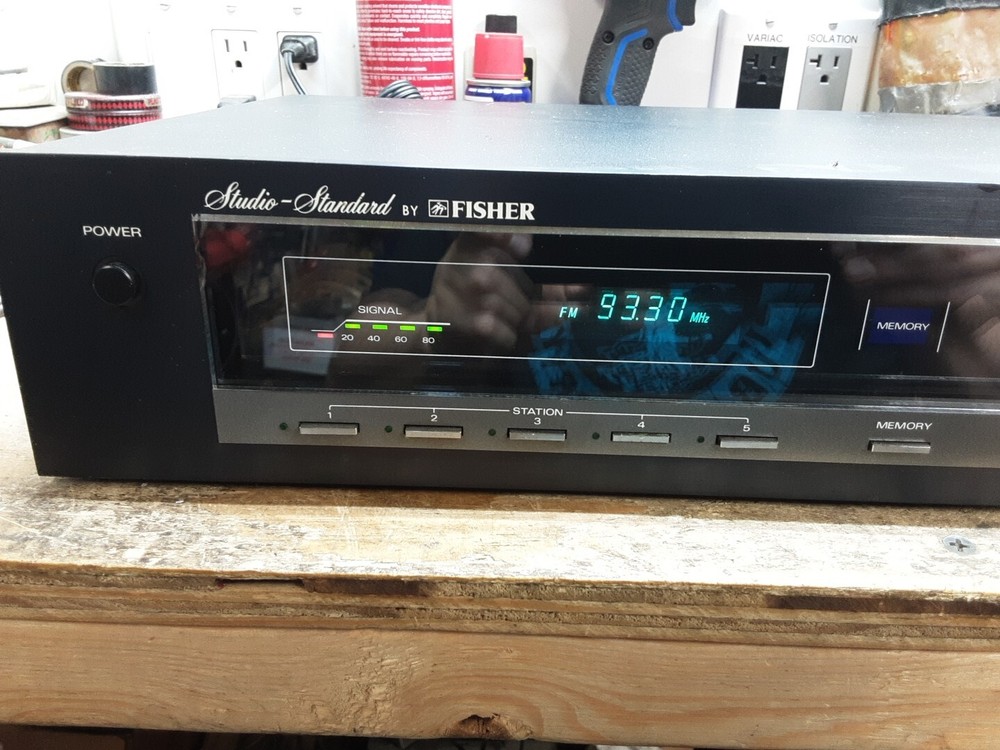 VARIAC
ISOLATION
Studio-Standard BY FISHER
POWER
SIGNAL
20 40 60 80
FM 93.30 MHz
MEMORY
STATION
1 2 3 4 5
MEMORY